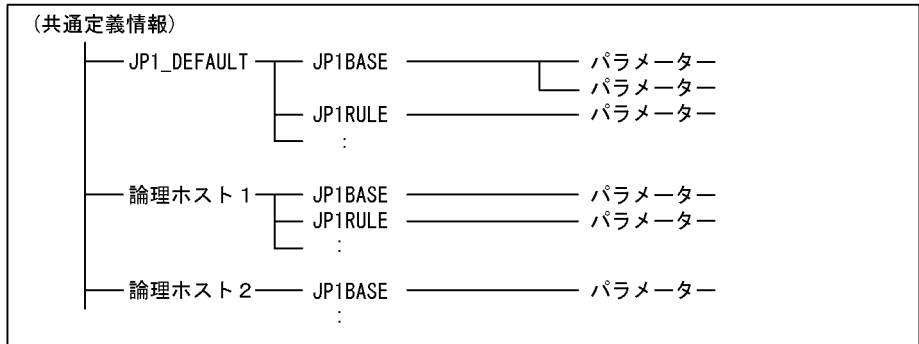 (共通定義情報)
JP1_DEFAULT JP1BASE パラメーター
パラメーター
JP1RULE パラメーター
:
論理ホスト1 JP1BASE パラメーター
JP1RULE パラメーター
:
論理ホスト2 JP1BASE パラメーター
: